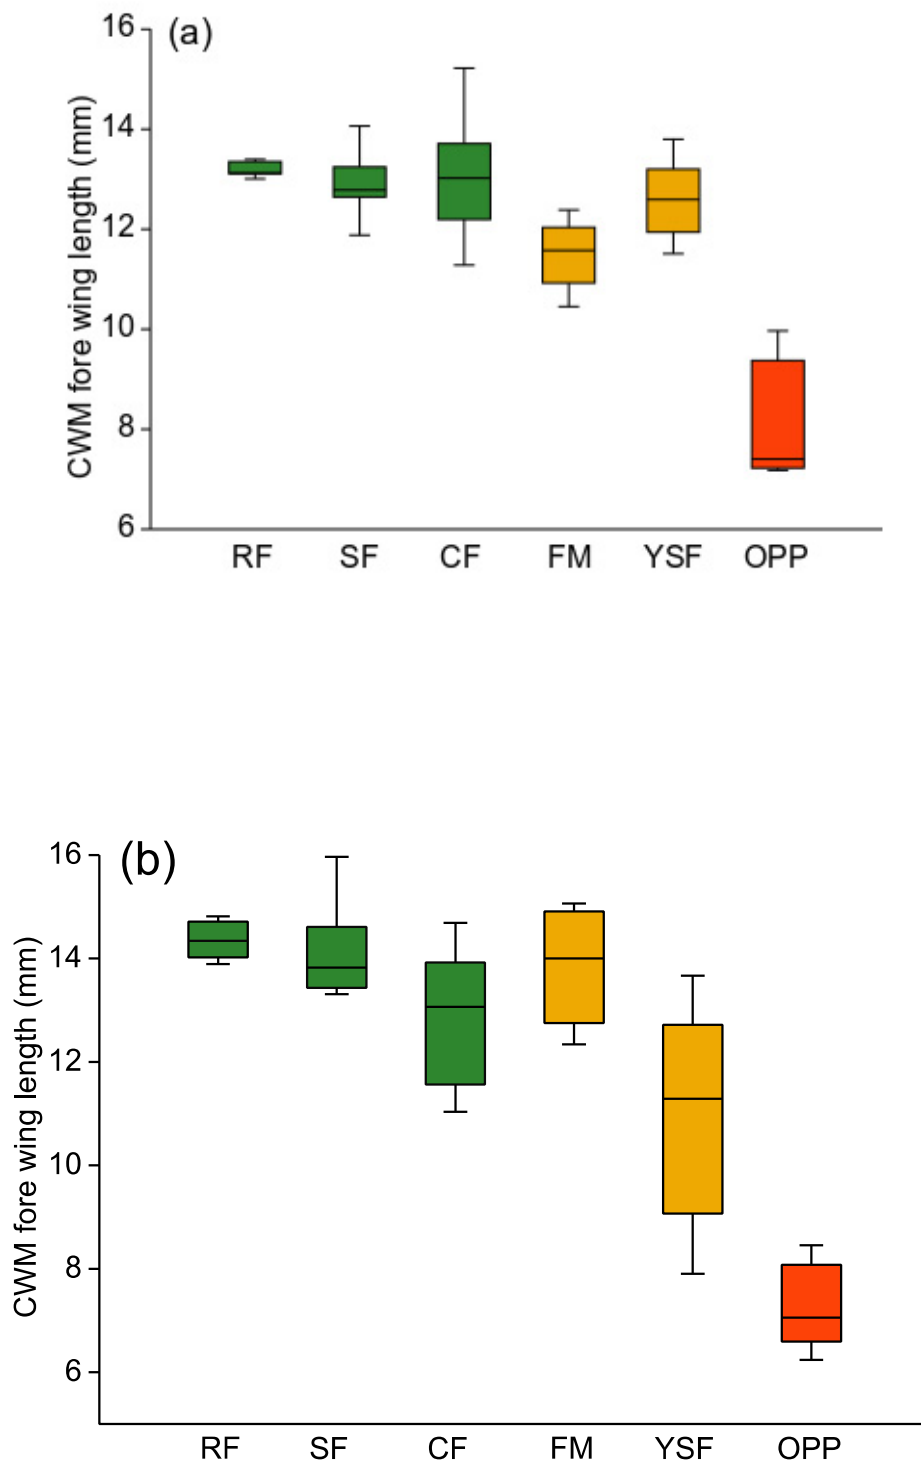 (a)
CWM fore wing length (mm)
16
14
12
10
8
6
RF SF CF FM YSF OPP
(b)
CWM fore wing length (mm)
16
14
12
10
8
6
RF SF CF FM YSF OPP